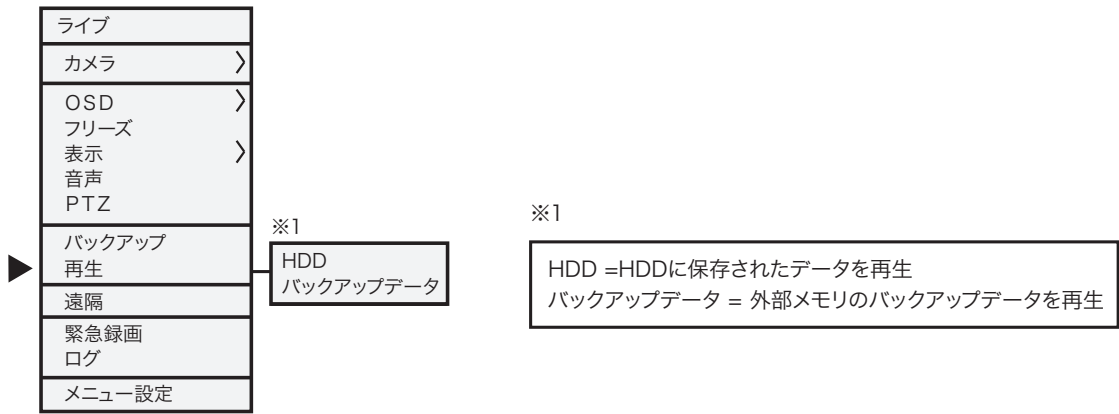 ライブ
カメラ
OSD
フリーズ
表示
音声
PTZ
バックアップ
再生
遠隔
緊急録画
ログ
メニュー設定
※1
HDD
バックアップデータ
※1
HDD =HDDに保存されたデータを再生
バックアップデータ = 外部メモリのバックアップデータを再生